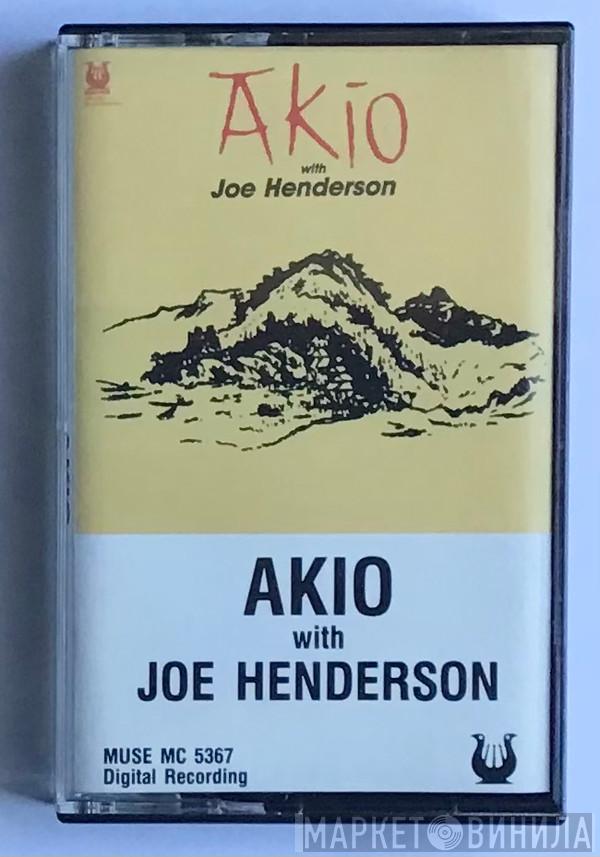 Akio
with
Joe Henderson
AKIO
with
JOE HENDERSON
MUSE MC 5367
Digital Recording
МАРКЕТ ВИНИЛА